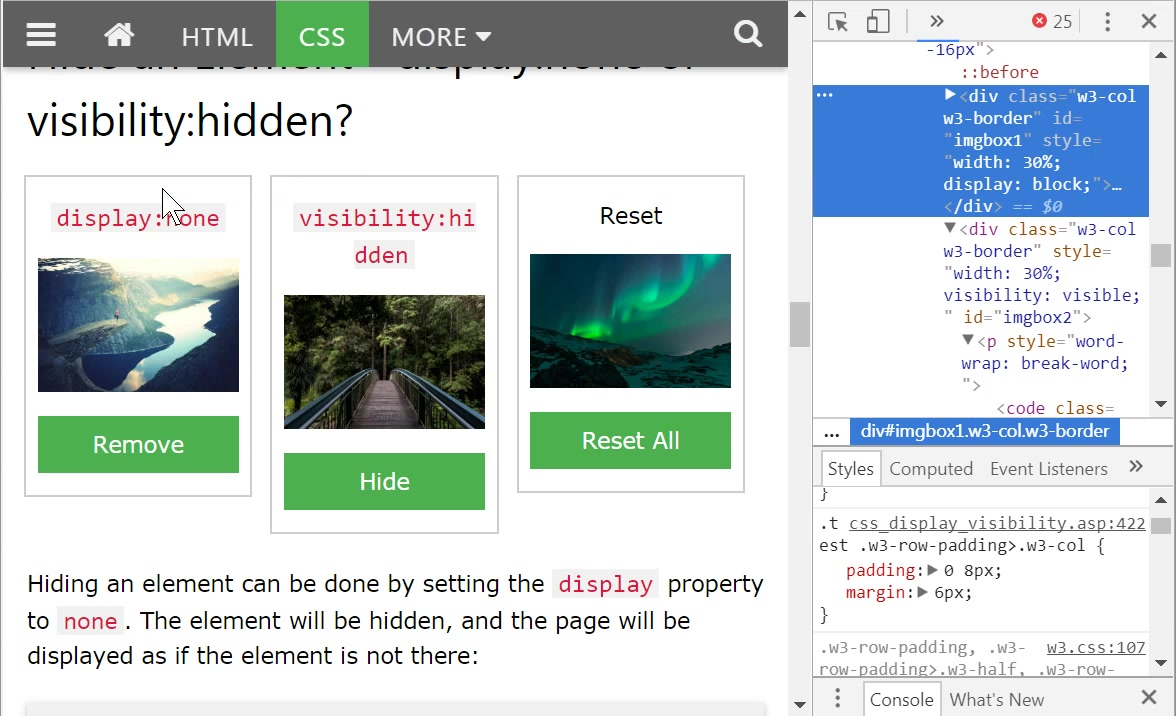 HTML CSS MORE
Hide an Element - display:none or
visibility:hidden?
display:none
Remove
visibility:hi
dden
Hide
Reset
Reset All
Hiding an element can be done by setting the display property
to none. The element will be hidden, and the page will be
displayed as if the element is not there:
» 25
-16px">
::before
… <div class="w3-col
w3-border" id=
"imgbox1" style=
"width: 30%;
display: block;">…
</div> == $0
<div class="w3-col
w3-border" style=
"width: 30%;
visibility: visible;
" id="imgbox2">
<p style="word-
wrap: break-word;
">
<code class=
... div#imgbox1.w3-col.w3-border
Styles Computed Event Listeners »
}
.t css_display_visibility.asp:422
est .w3-row-padding>.w3-col {
padding: 0 8px;
margin: 6px;
}
.w3-row-padding, .w3- w3.css:107
row-padding>.w3-half, .w3-row-
Console What's New